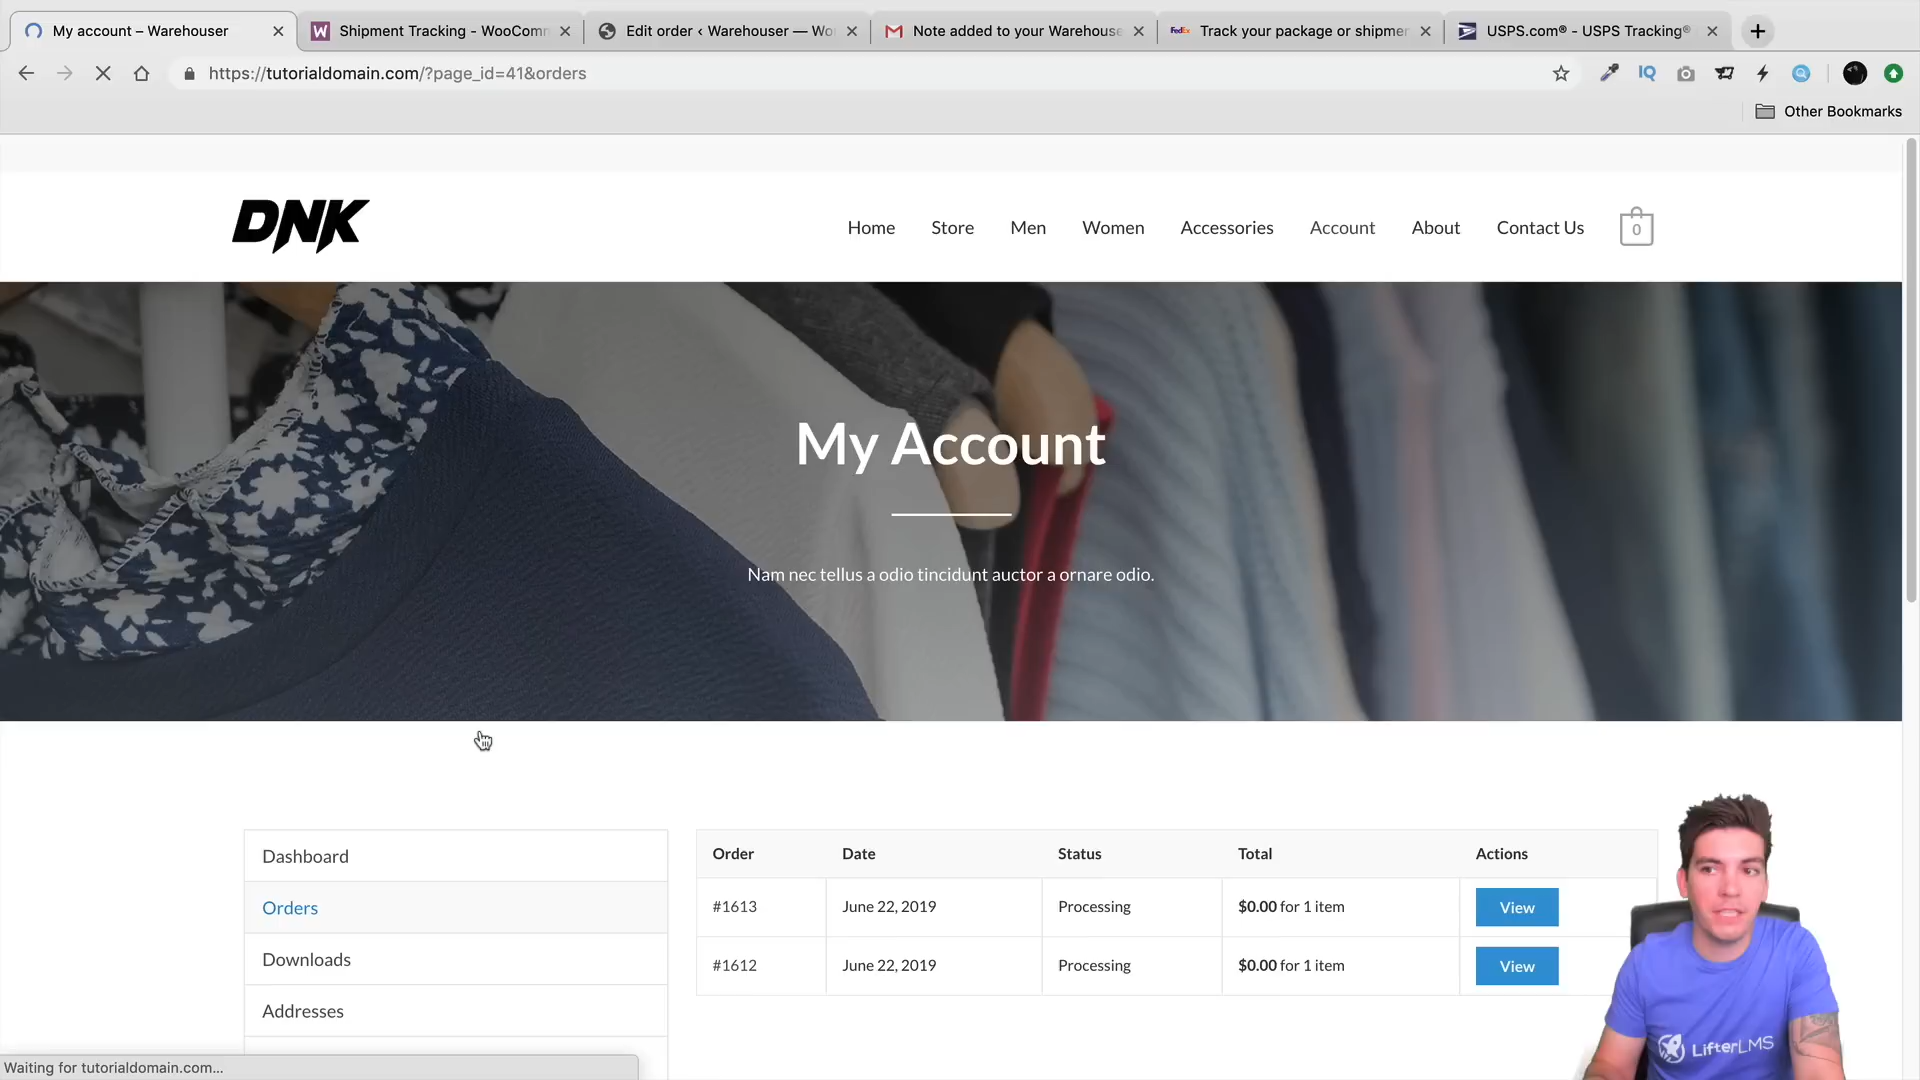 My account – Warehouser
Shipment Tracking - WooComm
Edit order ‹ Warehouser — Wo
Note added to your Warehouse
FedEx
Track your package or shipmen
USPS.com® - USPS Tracking®
https://tutorialdomain.com/?page_id=41&orders
IQ
Other Bookmarks
DNK
Home
Store
Men
Women
Accessories
Account
About
Contact Us
0
My Account
Nam nec tellus a odio tincidunt auctor a ornare odio.
Dashboard
Orders
Downloads
Addresses
Order Date Status Total Actions
#1613 June 22, 2019 Processing $0.00 for 1 item View
#1612 June 22, 2019 Processing $0.00 for 1 item View
LifterLMS
Waiting for tutorialdomain.com...